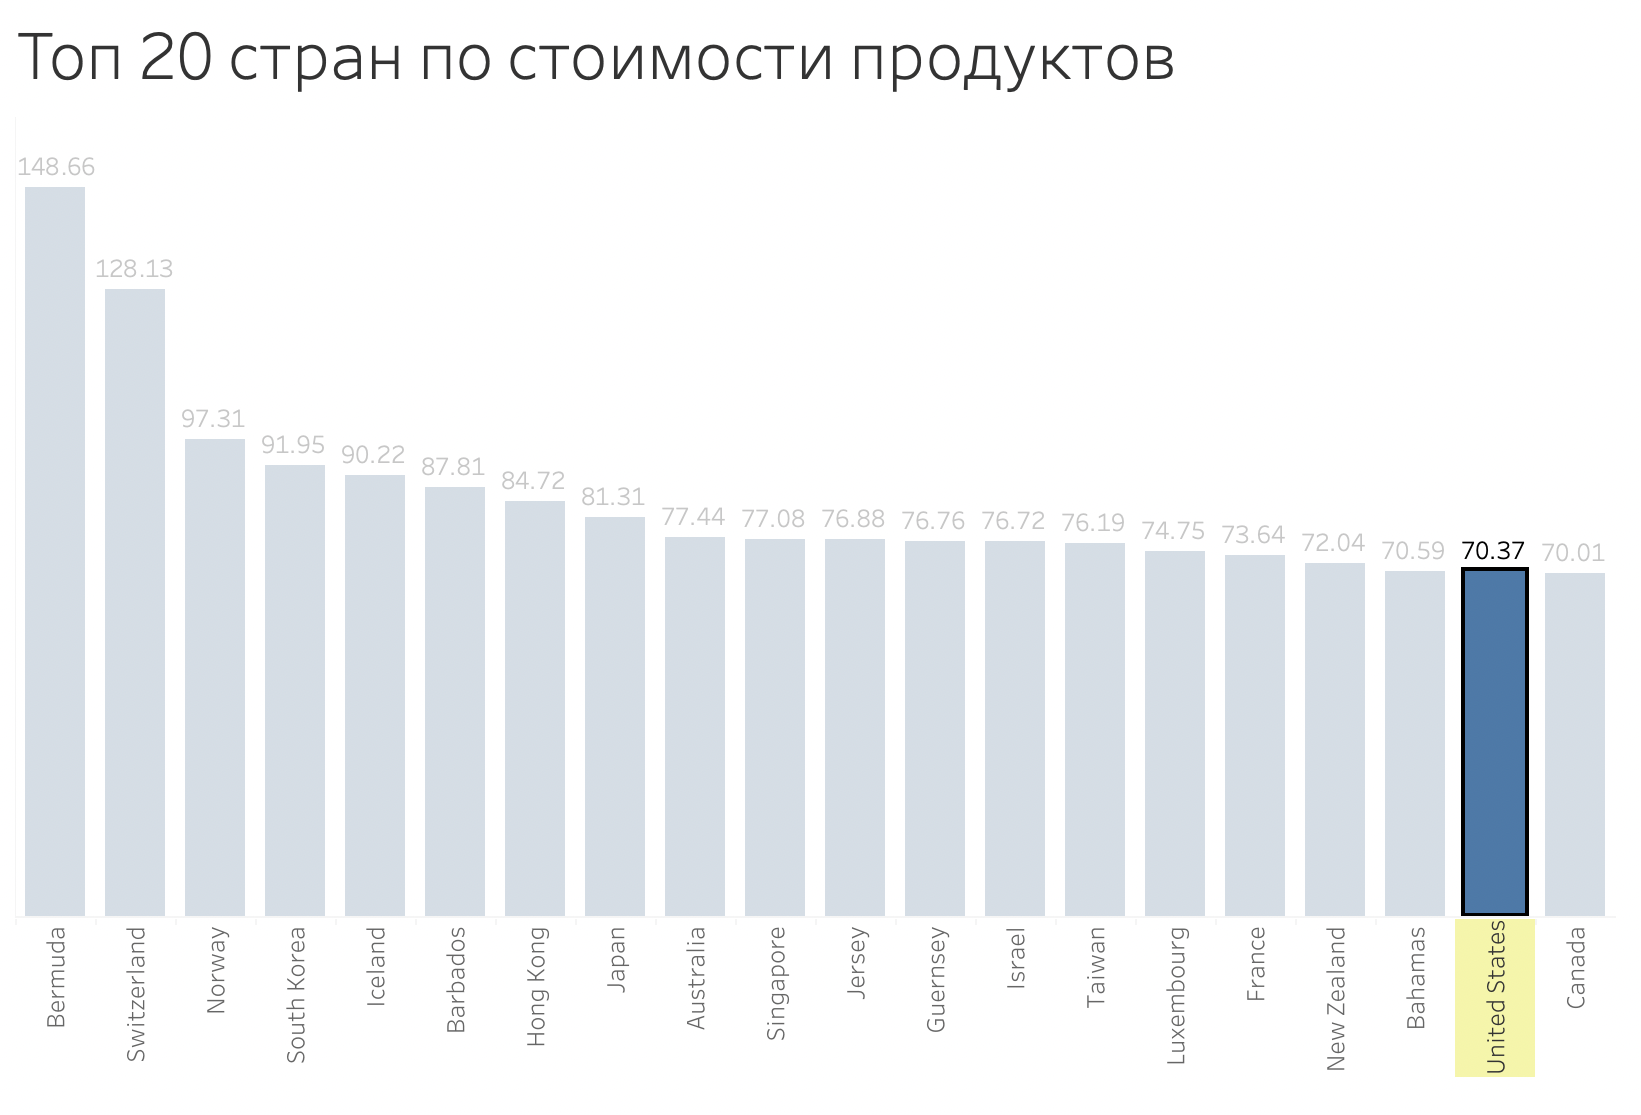 Топ 20 стран по стоимости продуктов
148.66
128.13
97.31
91.95
90.22
87.81
84.72
81.31
77.44
77.08
76.88
76.76
76.72
76.19
74.75
73.64
72.04
70.59
70.37
70.01
Bermuda
Switzerland
Norway
South Korea
Iceland
Barbados
Hong Kong
Japan
Australia
Singapore
Jersey
Guernsey
Israel
Taiwan
Luxembourg
France
New Zealand
Bahamas
United States
Canada